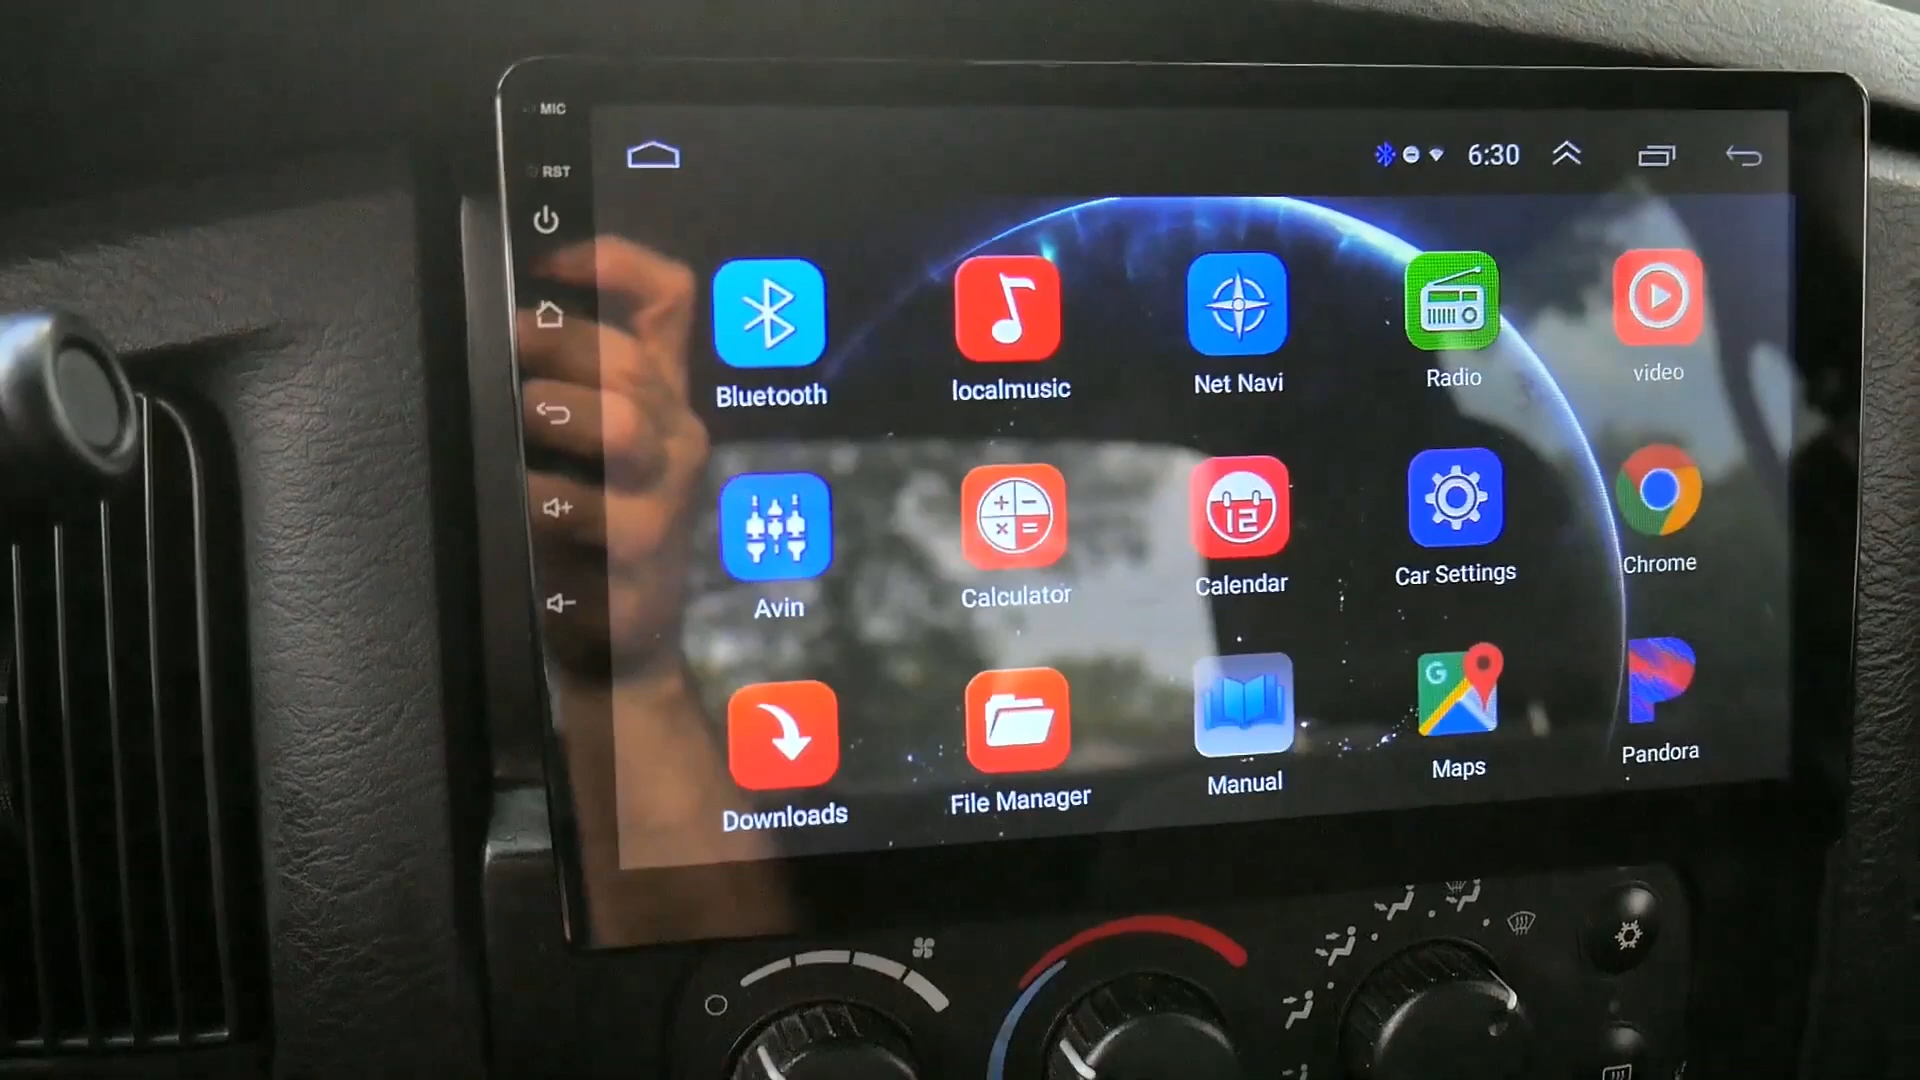 MIC
RST
6:30
Bluetooth
localmusic
Net Navi
Radio
video
12
Avin
Calculator
Calendar
Car Settings
Chrome
G
Downloads
File Manager
Manual
Maps
Pandora